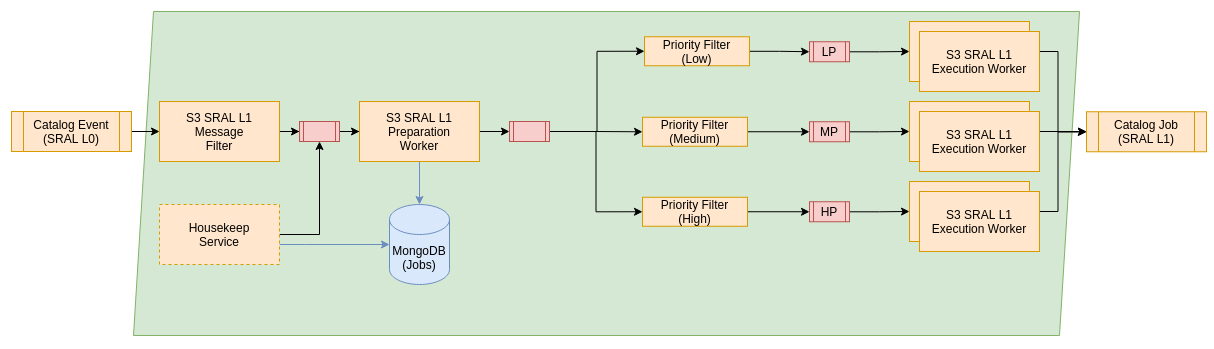 Catalog Event
(SRAL L0)
S3 SRAL L1
Message
Filter
S3 SRAL L1
Preparation
Worker
Housekeep
Service
MongoDB
(Jobs)
Priority Filter
(Low)
LP
S3 SRAL L1
Execution Worker
Priority Filter
(Medium)
MP
S3 SRAL L1
Execution Worker
Priority Filter
(High)
HP
S3 SRAL L1
Execution Worker
Catalog Job
(SRAL L1)